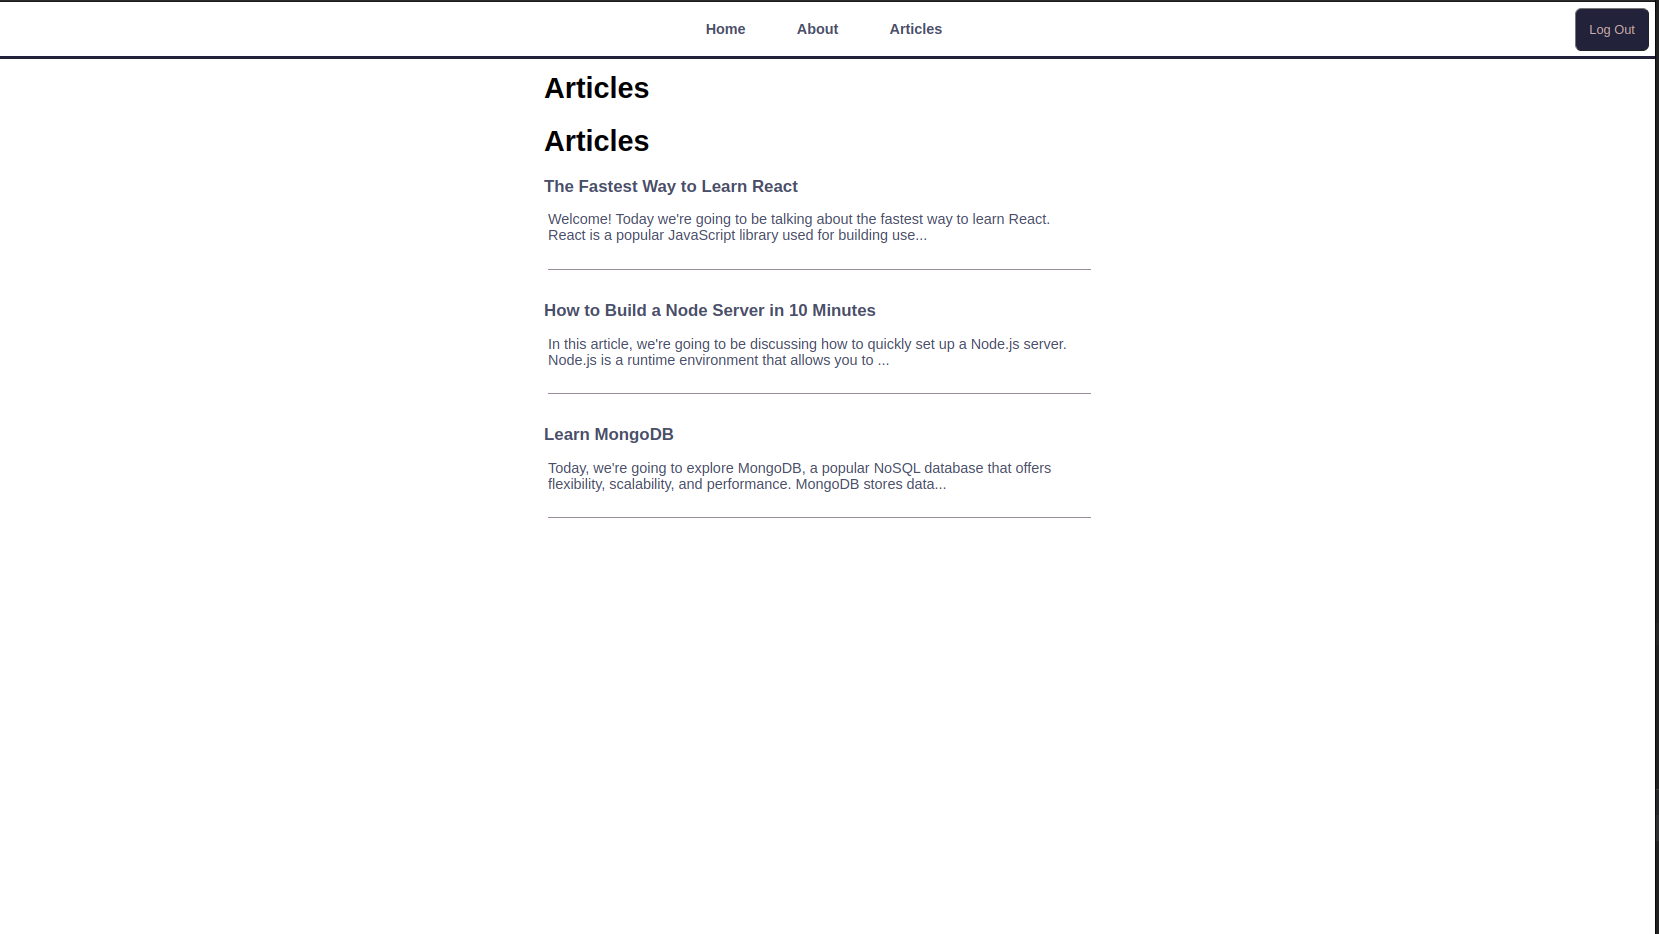 Home About Articles Log Out
Articles
Articles
The Fastest Way to Learn React
Welcome! Today we're going to be talking about the fastest way to learn React.
React is a popular JavaScript library used for building use...
How to Build a Node Server in 10 Minutes
In this article, we're going to be discussing how to quickly set up a Node.js server.
Node.js is a runtime environment that allows you to ...
Learn MongoDB
Today, we're going to explore MongoDB, a popular NoSQL database that offers
flexibility, scalability, and performance. MongoDB stores data...